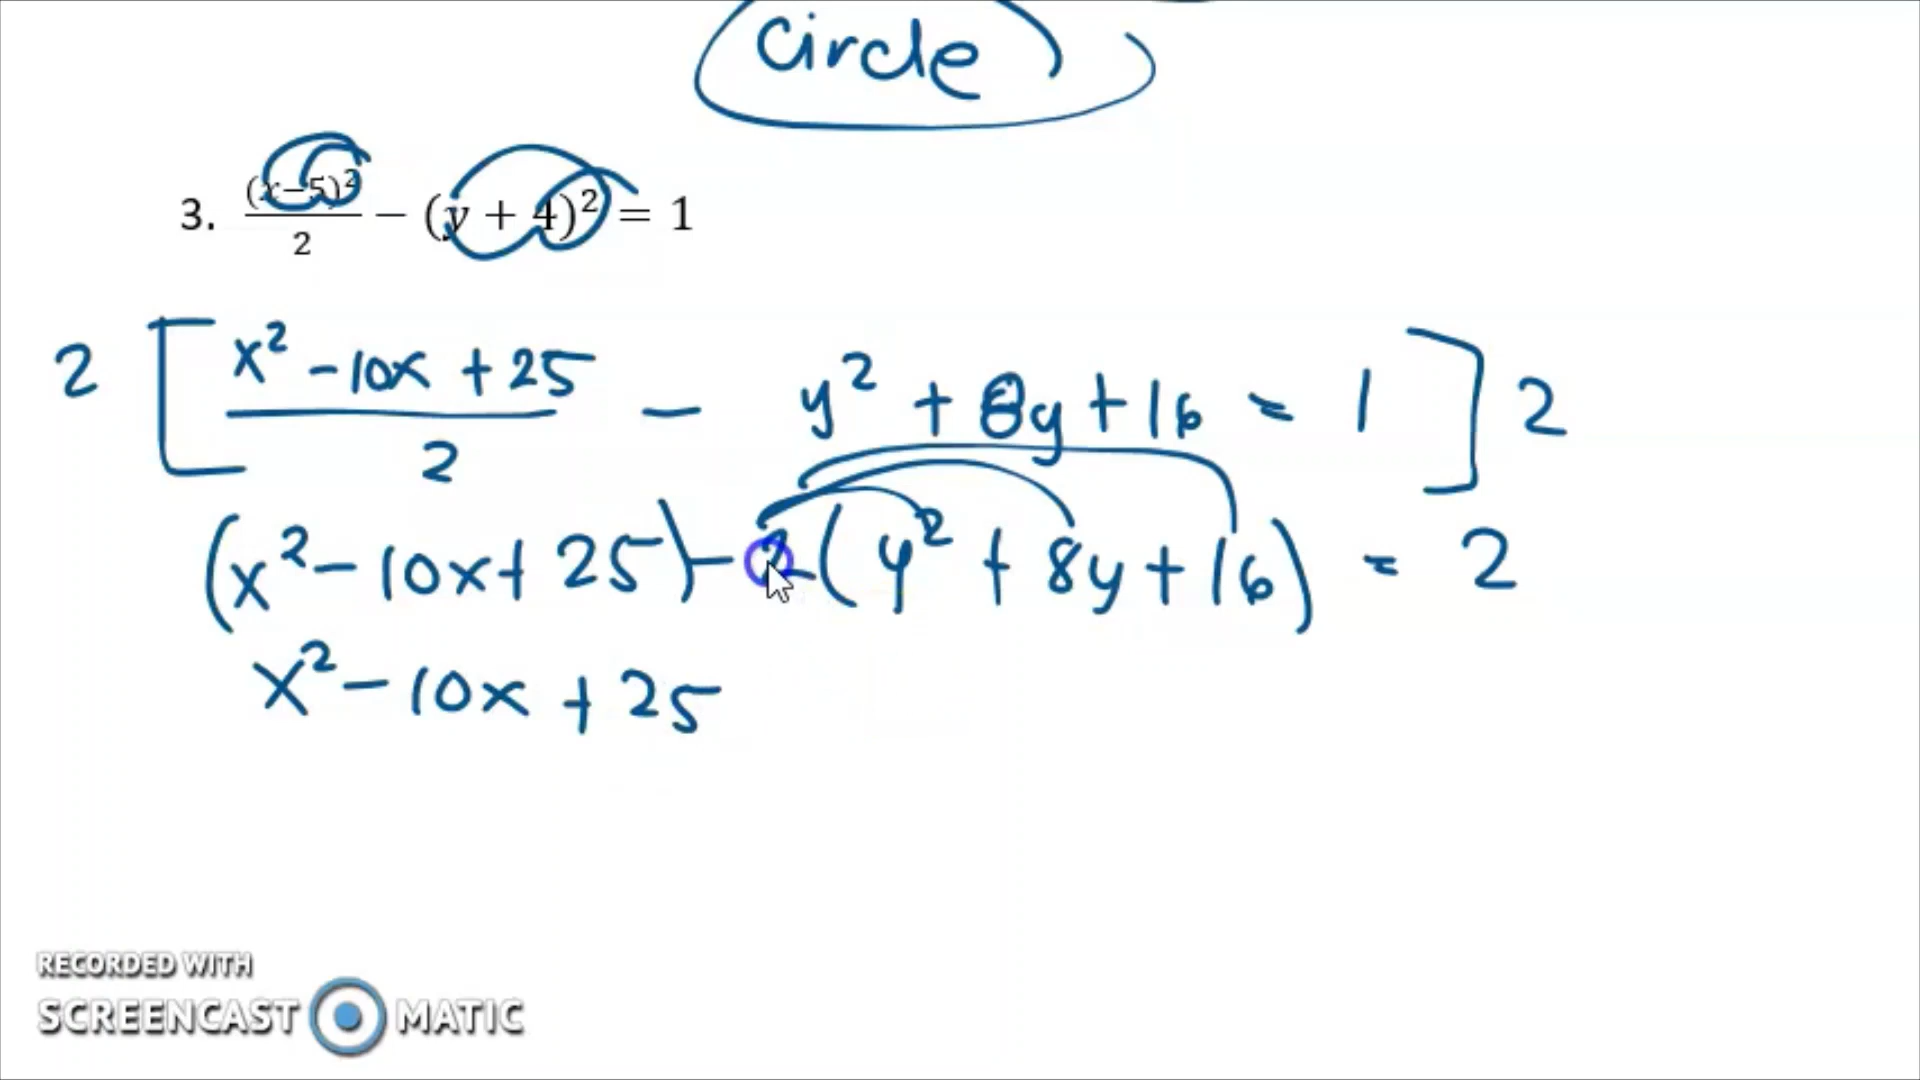 circle
3. (x−5)²/2 − (y + 4)² = 1
2 [ x² − 10x + 25 / 2 − y² + 8y + 16 = 1 ] 2
(x² − 10x + 25) − 2 (y² + 8y + 16) = 2
x² − 10x + 25
RECORDED WITH
SCREENCAST MATIC